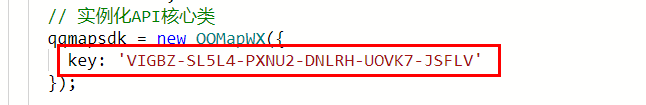 // 实例化API核心类
qqmapsdk = new QQMapWX({
key: 'VIGBZ-SL5L4-PXNU2-DNLRH-UOVK7-JSFLV'
});